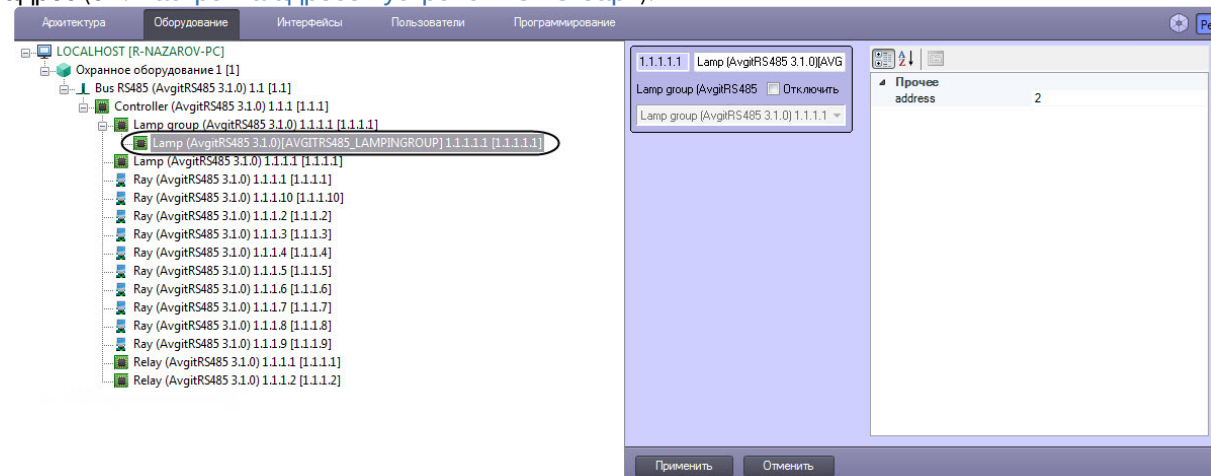 Архитектура Оборудование Интерфейсы Пользователи Программирование
LOCALHOST [R-NAZAROV-PC]
Охранное оборудование 1 [1]
Bus RS485 (AvgitRS485 3.1.0) 1.1 [1.1]
Controller (AvgitRS485 3.1.0) 1.1.1 [1.1.1]
Lamp group (AvgitRS485 3.1.0) 1.1.1.1 [1.1.1.1]
Lamp (AvgitRS485 3.1.0)[AVGITRS485_LAMPINGROUP] 1.1.1.1.1 [1.1.1.1.1]
Lamp (AvgitRS485 3.1.0) 1.1.1.1 [1.1.1.1]
Ray (AvgitRS485 3.1.0) 1.1.1.1 [1.1.1.1]
Ray (AvgitRS485 3.1.0) 1.1.1.10 [1.1.1.10]
Ray (AvgitRS485 3.1.0) 1.1.1.2 [1.1.1.2]
Ray (AvgitRS485 3.1.0) 1.1.1.3 [1.1.1.3]
Ray (AvgitRS485 3.1.0) 1.1.1.4 [1.1.1.4]
Ray (AvgitRS485 3.1.0) 1.1.1.5 [1.1.1.5]
Ray (AvgitRS485 3.1.0) 1.1.1.6 [1.1.1.6]
Ray (AvgitRS485 3.1.0) 1.1.1.7 [1.1.1.7]
Ray (AvgitRS485 3.1.0) 1.1.1.8 [1.1.1.8]
Ray (AvgitRS485 3.1.0) 1.1.1.9 [1.1.1.9]
Relay (AvgitRS485 3.1.0) 1.1.1.1 [1.1.1.1]
Relay (AvgitRS485 3.1.0) 1.1.1.2 [1.1.1.2]
1.1.1.1.1 Lamp (AvgitRS485 3.1.0)[AVG
Lamp group (AvgitRS485 Отключить
Lamp group (AvgitRS485 3.1.0) 1.1.1.1
Прочее
address 2
Применить Отменить